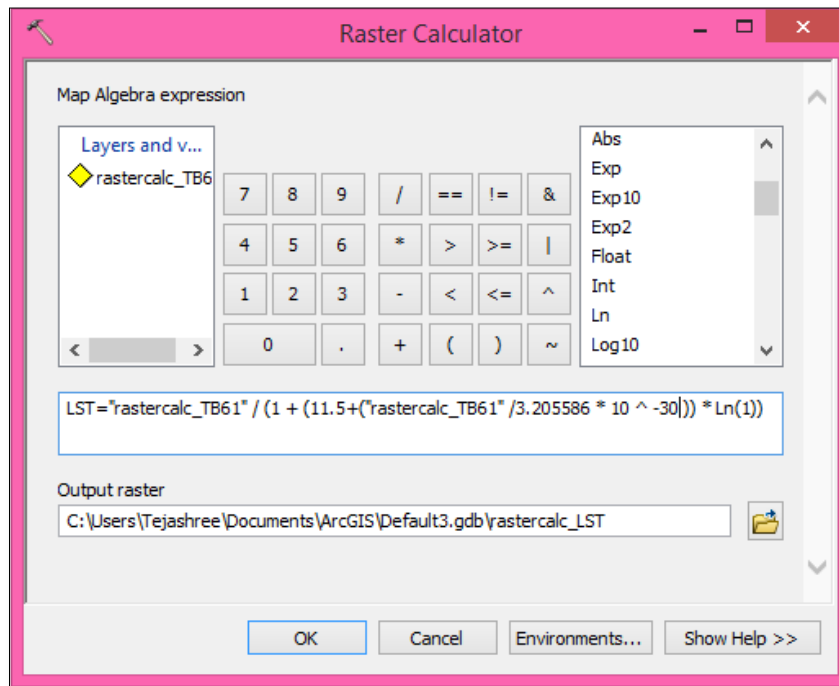 Raster Calculator
Map Algebra expression
Layers and v...
rastercalc_TB6
7 8 9 / == != &
4 5 6 * > >= |
1 2 3 - < <= ^
0 . + ( ) ~
Abs
Exp
Exp10
Exp2
Float
Int
Ln
Log10
LST="rastercalc_TB61" / (1 + (11.5+("rastercalc_TB61" /3.205586 * 10 ^ -30)) * Ln(1))
Output raster
C:\Users\Tejashree\Documents\ArcGIS\Default3.gdb\rastercalc_LST
OK Cancel Environments... Show Help >>